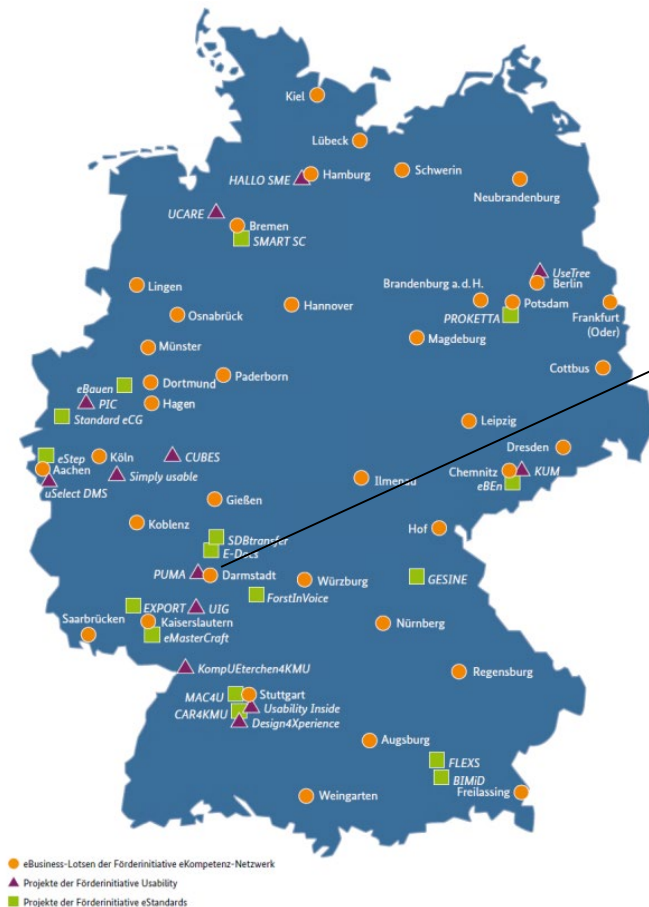 Kiel
Lübeck
HALLO SME
Hamburg
Schwerin
Neubrandenburg
UCARE
Bremen
SMART SC
UseTree
Berlin
Lingen
Brandenburg a. d. H.
Hannover
Potsdam
Osnabrück
PROKETTA
Frankfurt
(Oder)
Magdeburg
Münster
Cottbus
Paderborn
Dortmund
eBauen
PIC
Hagen
Standard eCG
Leipzig
Dresden
eStep
Köln
CUBES
Aachen
Chemnitz
KUM
Simply usable
Ilmenau
eBEn
uSelect DMS
Gießen
Koblenz
Hof
SDBtransfer
E-Docs
PUMA
Darmstadt
Würzburg
GESINE
ForstInVoice
EXPORT
UIG
Saarbrücken
Kaiserslautern
Nürnberg
eMasterCraft
KompUEterchen4KMU
Regensburg
MAC4U
Stuttgart
Usability Inside
CAR4KMU
Design4Xperience
Augsburg
FLEXS
BIMiD
Weingarten
Freilassing
eBusiness-Lotsen der Förderinitiative eKompetenz-Netzwerk
Projekte der Förderinitiative Usability
Projekte der Förderinitiative eStandards